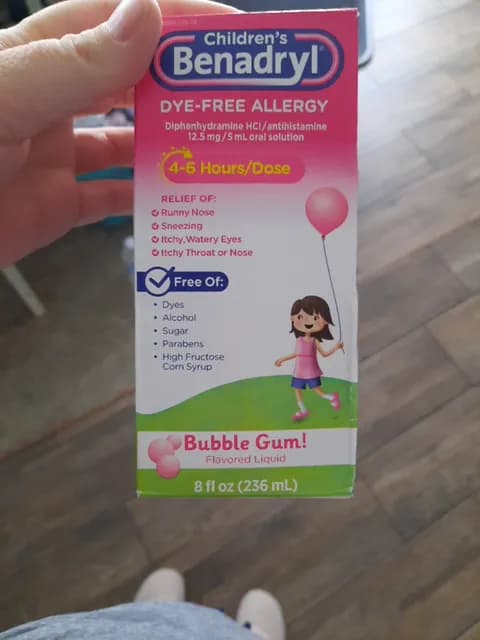 Children's
Benadryl®
DYE-FREE ALLERGY
Diphenhydramine HCl/antihistamine
12.5 mg/5 mL oral solution
4-6 Hours/Dose
RELIEF OF:
Runny Nose
Sneezing
Itchy, Watery Eyes
Itchy Throat or Nose
Free Of:
• Dyes
• Alcohol
• Sugar
• Parabens
• High Fructose
Corn Syrup
Bubble Gum!
Flavored Liquid
8 fl oz (236 mL)